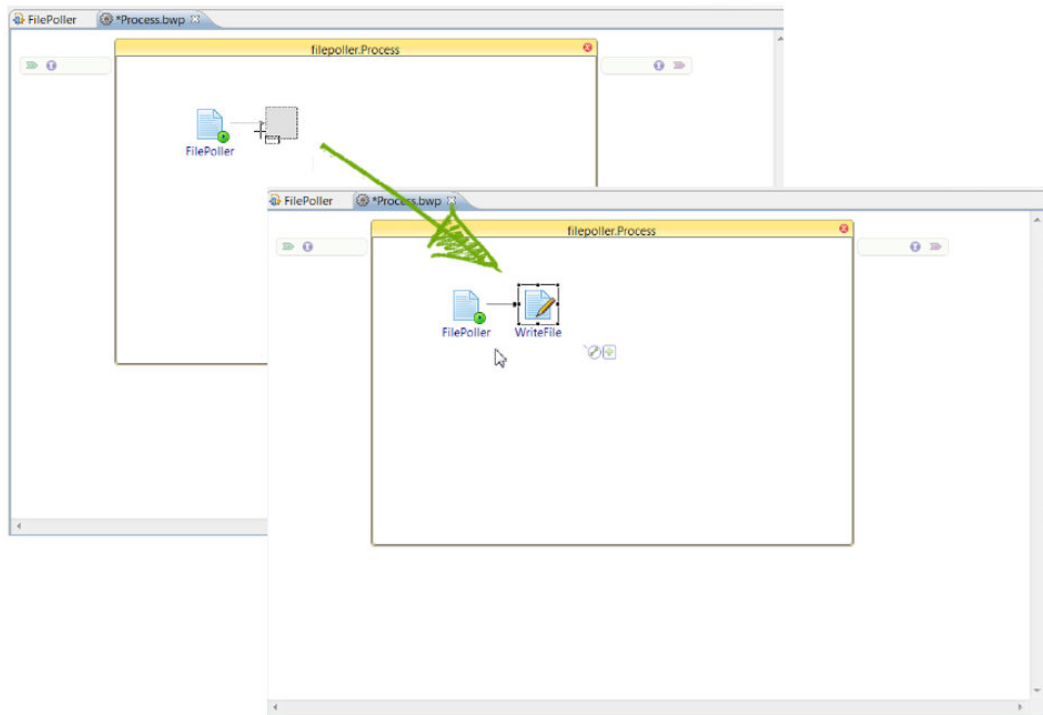 FilePoller
*Process.bwp
filepoller.Process
FilePoller
FilePoller
*Process.bwp
filepoller.Process
FilePoller
WriteFile